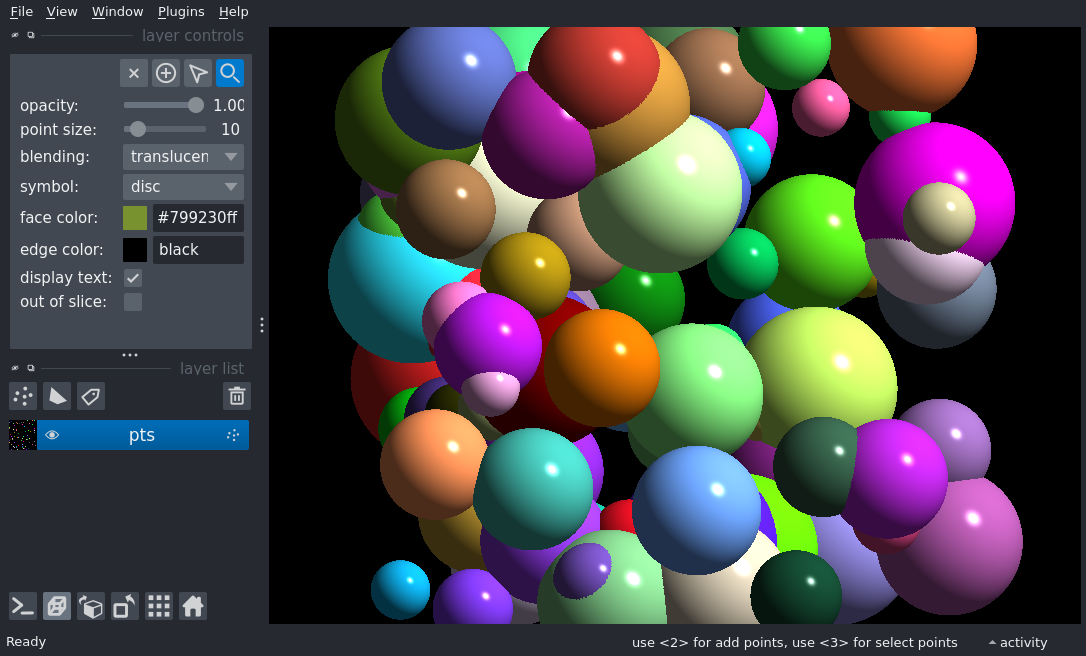 File View Window Plugins Help
layer controls
opacity: 1.00
point size: 10
blending: translucen
symbol: disc
face color: #799230ff
edge color: black
display text:
out of slice:
layer list
pts
Ready
use <2> for add points, use <3> for select points
activity